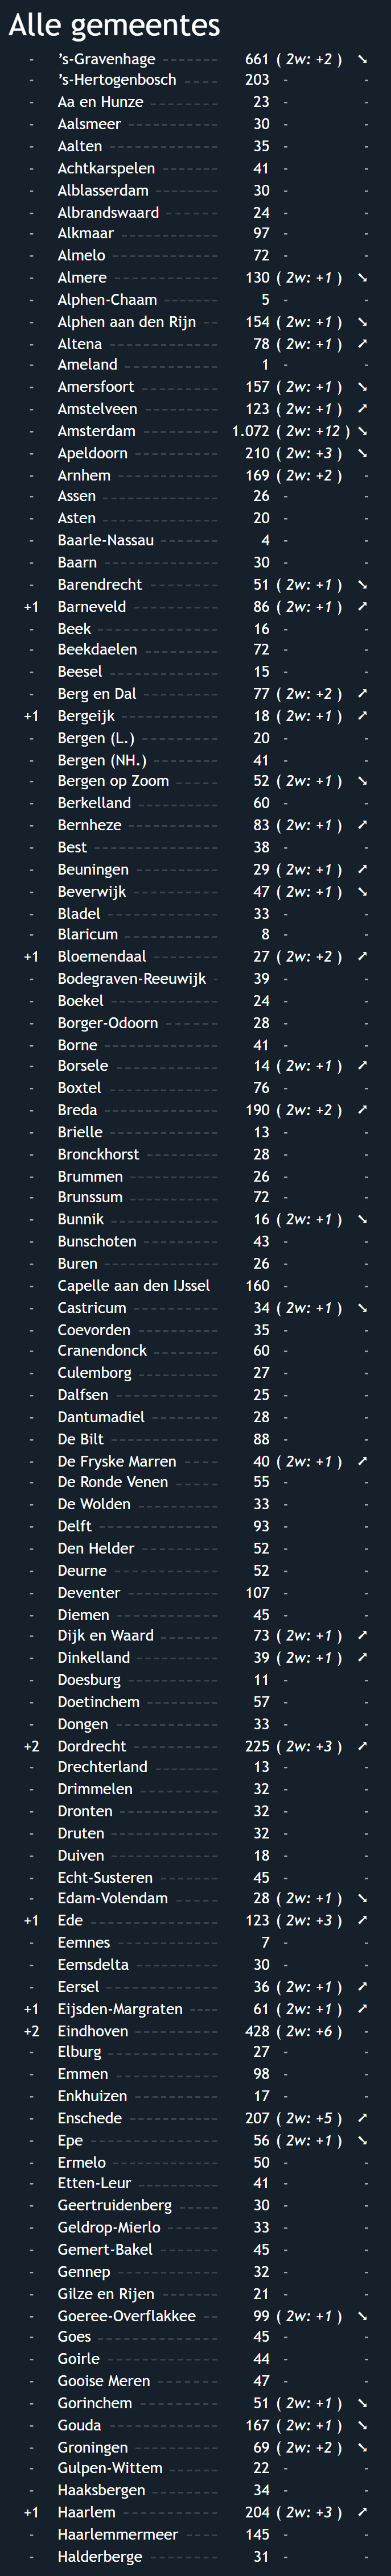 Alle gemeentes
- 's-Gravenhage 661 ( 2w: +2 ) ➘
- 's-Hertogenbosch 203 - -
- Aa en Hunze 23 - -
- Aalsmeer 30 - -
- Aalten 35 - -
- Achtkarspelen 41 - -
- Alblasserdam 30 - -
- Albrandswaard 24 - -
- Alkmaar 97 - -
- Almelo 72 - -
- Almere 130 ( 2w: +1 ) ➘
- Alphen-Chaam 5 - -
- Alphen aan den Rijn 154 ( 2w: +1 ) ➘
- Altena 78 ( 2w: +1 ) ➚
- Ameland 1 - -
- Amersfoort 157 ( 2w: +1 ) ➘
- Amstelveen 123 ( 2w: +1 ) ➚
- Amsterdam 1.072 ( 2w: +12 ) ➘
- Apeldoorn 210 ( 2w: +3 ) ➘
- Arnhem 169 ( 2w: +2 ) -
- Assen 26 - -
- Asten 20 - -
- Baarle-Nassau 4 - -
- Baarn 30 - -
- Barendrecht 51 ( 2w: +1 ) ➘
+1 Barneveld 86 ( 2w: +1 ) ➚
- Beek 16 - -
- Beekdaelen 72 - -
- Beesel 15 - -
- Berg en Dal 77 ( 2w: +2 ) ➚
+1 Bergeijk 18 ( 2w: +1 ) ➚
- Bergen (L.) 20 - -
- Bergen (NH.) 41 - -
- Bergen op Zoom 52 ( 2w: +1 ) ➘
- Berkelland 60 - -
- Bernheze 83 ( 2w: +1 ) ➚
- Best 38 - -
- Beuningen 29 ( 2w: +1 ) ➚
- Beverwijk 47 ( 2w: +1 ) ➘
- Bladel 33 - -
- Blaricum 8 - -
+1 Bloemendaal 27 ( 2w: +2 ) ➚
- Bodegraven-Reeuwijk 39 - -
- Boekel 24 - -
- Borger-Odoorn 28 - -
- Borne 41 - -
- Borsele 14 ( 2w: +1 ) ➚
- Boxtel 76 - -
- Breda 190 ( 2w: +2 ) ➚
- Brielle 13 - -
- Bronckhorst 28 - -
- Brummen 26 - -
- Brunssum 72 - -
- Bunnik 16 ( 2w: +1 ) ➘
- Bunschoten 43 - -
- Buren 26 - -
- Capelle aan den IJssel 160 - -
- Castricum 34 ( 2w: +1 ) ➘
- Coevorden 35 - -
- Cranendonck 60 - -
- Culemborg 27 - -
- Dalfsen 25 - -
- Dantumadiel 28 - -
- De Bilt 88 - -
- De Fryske Marren 40 ( 2w: +1 ) ➚
- De Ronde Venen 55 - -
- De Wolden 33 - -
- Delft 93 - -
- Den Helder 52 - -
- Deurne 52 - -
- Deventer 107 - -
- Diemen 45 - -
- Dijk en Waard 73 ( 2w: +1 ) ➚
- Dinkelland 39 ( 2w: +1 ) ➚
- Doesburg 11 - -
- Doetinchem 57 - -
- Dongen 33 - -
+2 Dordrecht 225 ( 2w: +3 ) ➚
- Drechterland 13 - -
- Drimmelen 32 - -
- Dronten 32 - -
- Druten 32 - -
- Duiven 18 - -
- Echt-Susteren 45 - -
- Edam-Volendam 28 ( 2w: +1 ) ➘
+1 Ede 123 ( 2w: +3 ) ➚
- Eemnes 7 - -
- Eemsdelta 30 - -
- Eersel 36 ( 2w: +1 ) ➚
+1 Eijsden-Margraten 61 ( 2w: +1 ) ➚
+2 Eindhoven 428 ( 2w: +6 ) -
- Elburg 27 - -
- Emmen 98 - -
- Enkhuizen 17 - -
- Enschede 207 ( 2w: +5 ) ➚
- Epe 56 ( 2w: +1 ) ➘
- Ermelo 50 - -
- Etten-Leur 41 - -
- Geertruidenberg 30 - -
- Geldrop-Mierlo 33 - -
- Gemert-Bakel 45 - -
- Gennep 32 - -
- Gilze en Rijen 21 - -
- Goeree-Overflakkee 99 ( 2w: +1 ) ➘
- Goes 45 - -
- Goirle 44 - -
- Gooise Meren 47 - -
- Gorinchem 51 ( 2w: +1 ) ➘
- Gouda 167 ( 2w: +1 ) ➘
- Groningen 69 ( 2w: +2 ) ➘
- Gulpen-Wittem 22 - -
- Haaksbergen 34 - -
+1 Haarlem 204 ( 2w: +3 ) ➚
- Haarlemmermeer 145 - -
- Halderberge 31 - -